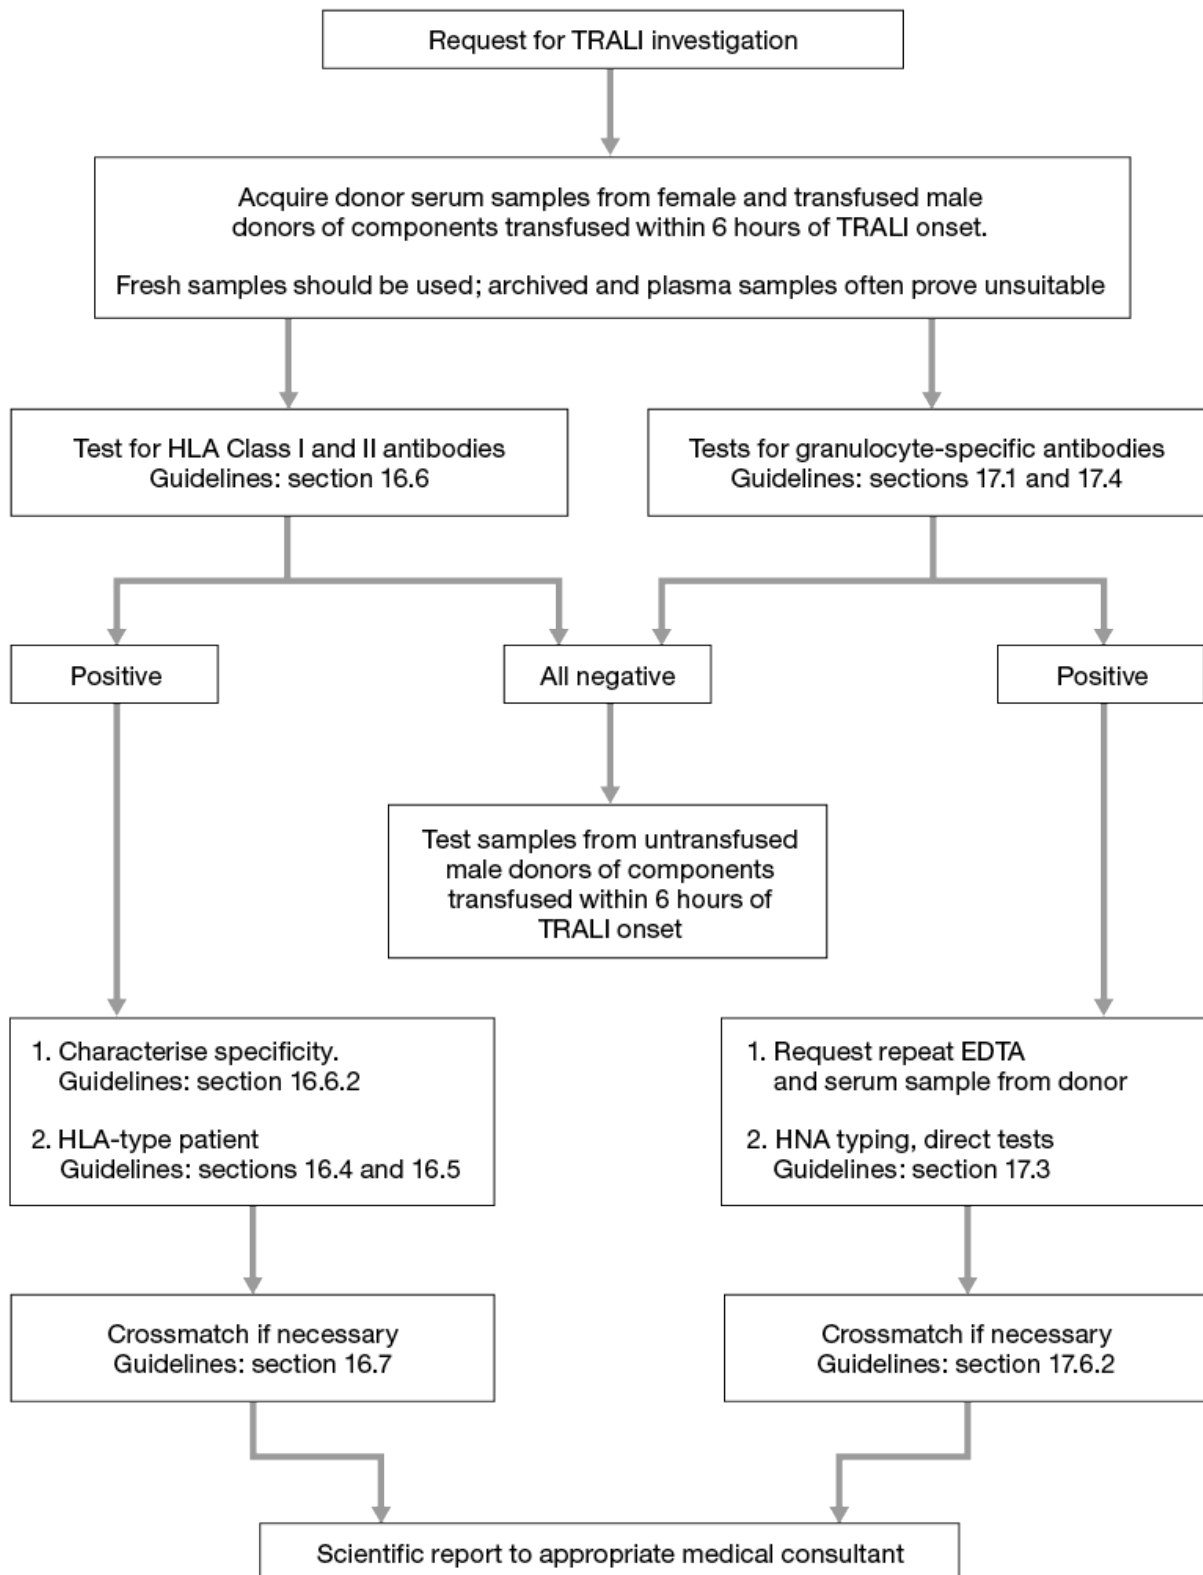 Request for TRALI investigation
Acquire donor serum samples from female and transfused male
donors of components transfused within 6 hours of TRALI onset.
Fresh samples should be used; archived and plasma samples often prove unsuitable
Test for HLA Class I and II antibodies
Guidelines: section 16.6
Tests for granulocyte-specific antibodies
Guidelines: sections 17.1 and 17.4
Positive
All negative
Positive
Test samples from untransfused
male donors of components
transfused within 6 hours of
TRALI onset
1. Characterise specificity.
Guidelines: section 16.6.2
2. HLA-type patient
Guidelines: sections 16.4 and 16.5
1. Request repeat EDTA
and serum sample from donor
2. HNA typing, direct tests
Guidelines: section 17.3
Crossmatch if necessary
Guidelines: section 16.7
Crossmatch if necessary
Guidelines: section 17.6.2
Scientific report to appropriate medical consultant